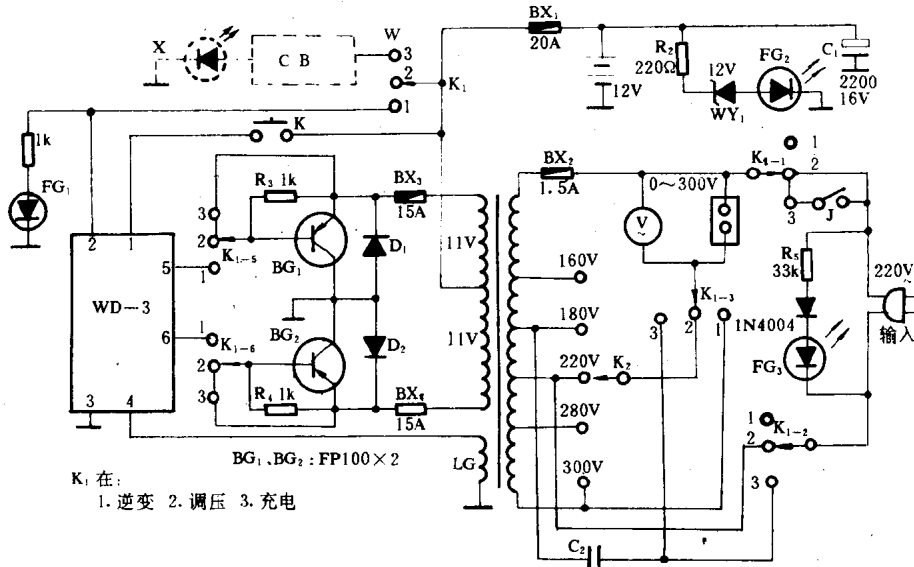 BX₁
20A
X
C B
W
3
2
K₁
1
R₂
220Ω
12V
12V
WY₁
FG₂
C₁
2200
16V
1k
FG₁
K
2
1
WD-3
5
6
3
4
R₃ 1k
3
2
K₁₋₅
1
BG₁
1
K₁₋₆
2
3
BG₂
R₄ 1k
D₁
D₂
BX₃
15A
BX₄
15A
11V
11V
LG
BG₁、BG₂:FP100×2
K₁在:
1.逆变 2.调压 3.充电
BX₂
1.5A
V
~
0～300V
K₁₋₁
1
2
3
J
R₅
33k
1N4004
FG₃
220V~
输入
160V
180V
220V
K₂
280V
300V
K₁₋₃
3
2
1
1
2
K₁₋₂
3
C₂